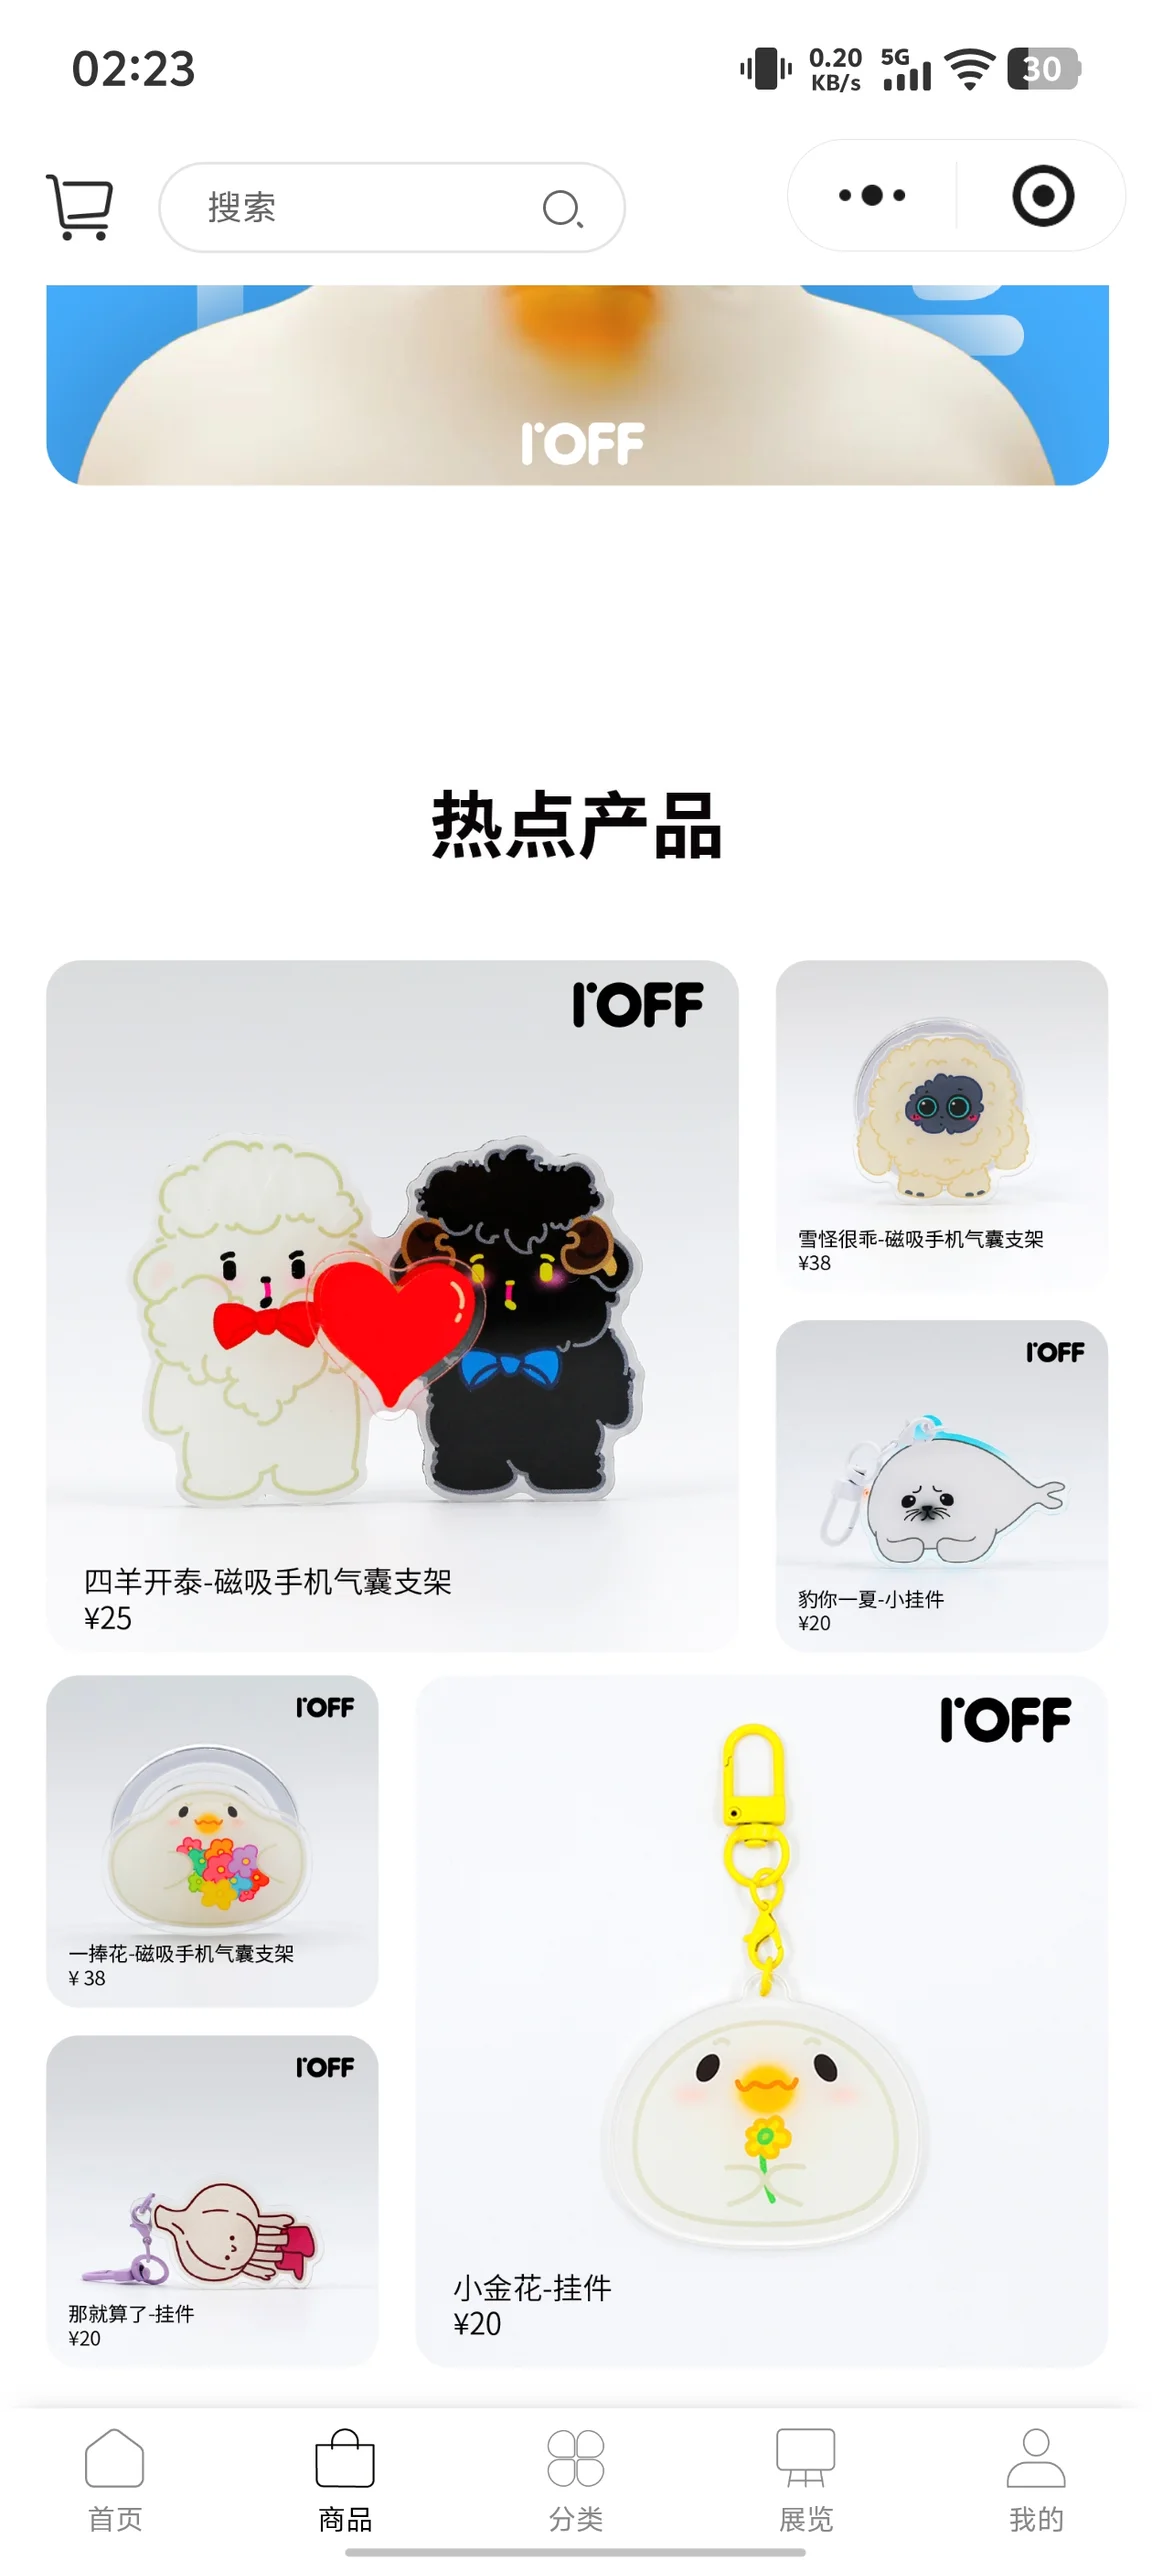 02:23
0.20
KB/s
5G
30
搜索
I'OFF
热点产品
I'OFF
四羊开泰-磁吸手机气囊支架
¥25
雪怪很乖-磁吸手机气囊支架
¥38
I'OFF
豹你一夏-小挂件
¥20
I'OFF
一捧花-磁吸手机气囊支架
¥ 38
I'OFF
那就算了-挂件
¥20
I'OFF
小金花-挂件
¥20
首页
商品
分类
展览
我的